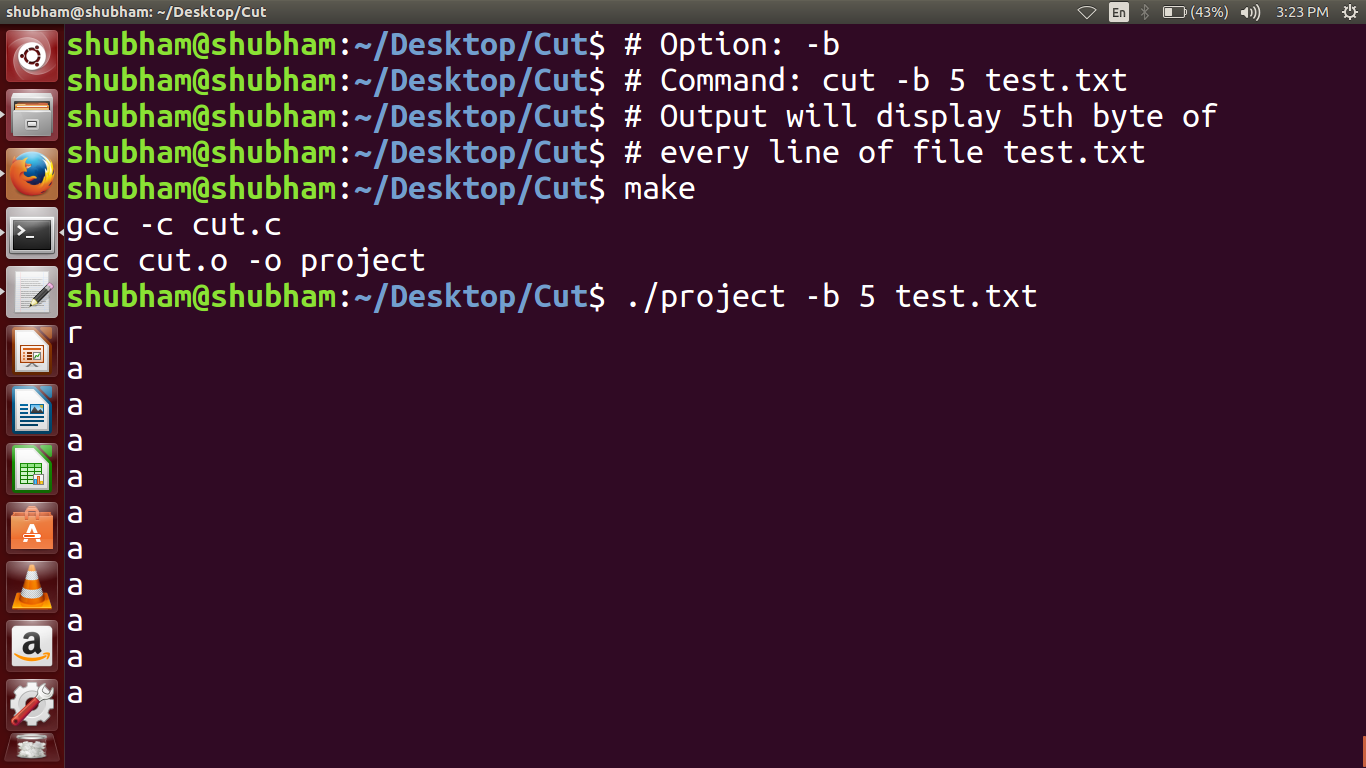 shubham@shubham: ~/Desktop/Cut
En
(43%)
3:23 PM
shubham@shubham:~/Desktop/Cut$ # Option: -b
shubham@shubham:~/Desktop/Cut$ # Command: cut -b 5 test.txt
shubham@shubham:~/Desktop/Cut$ # Output will display 5th byte of
shubham@shubham:~/Desktop/Cut$ # every line of file test.txt
shubham@shubham:~/Desktop/Cut$ make
gcc -c cut.c
gcc cut.o -o project
shubham@shubham:~/Desktop/Cut$ ./project -b 5 test.txt
r
a
a
a
a
a
a
a
a
a
a